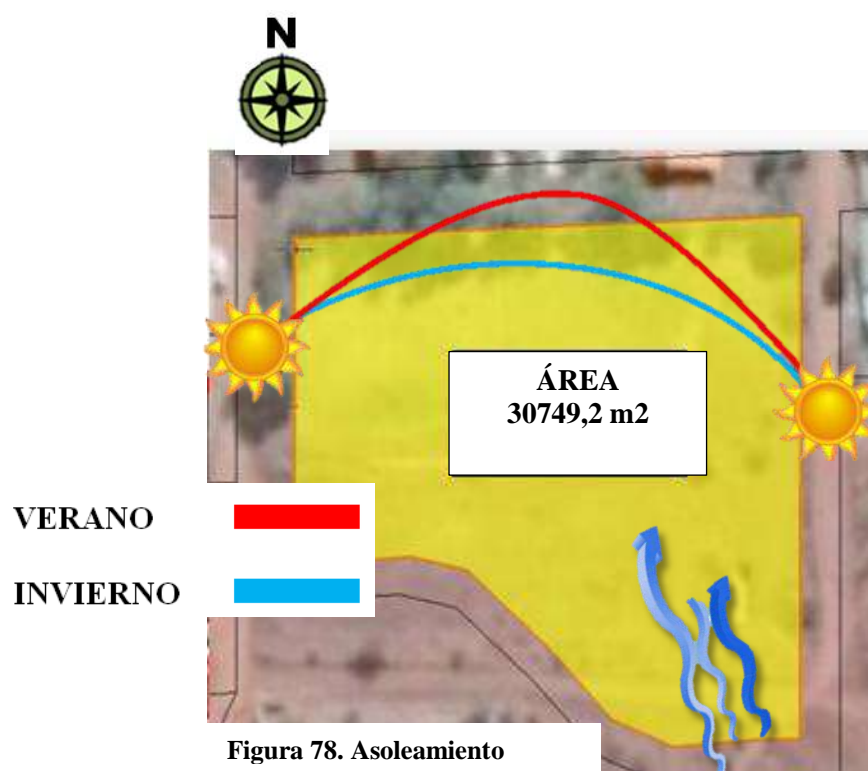 N
ÁREA
30749,2 m2
VERANO
INVIERNO
Figura 78. Asoleamiento